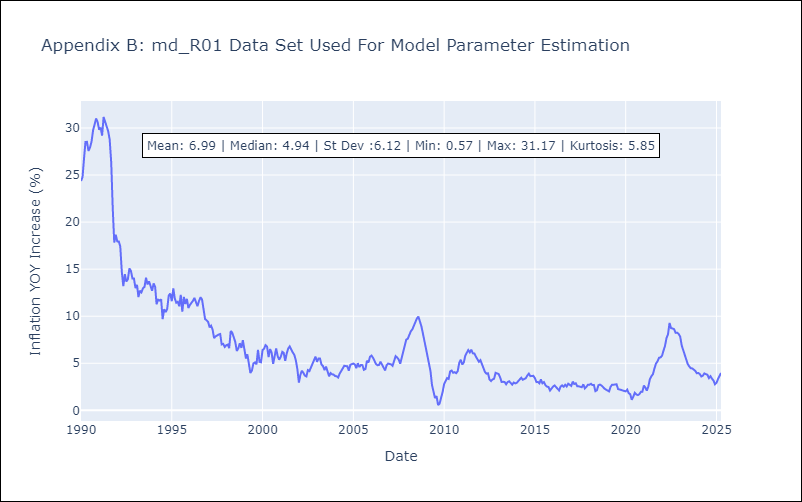 Appendix B: md_R01 Data Set Used For Model Parameter Estimation
Mean: 6.99 | Median: 4.94 | St Dev :6.12 | Min: 0.57 | Max: 31.17 | Kurtosis: 5.85
Inflation YOY Increase (%)
30
25
20
15
10
5
0
1990 1995 2000 2005 2010 2015 2020 2025
Date